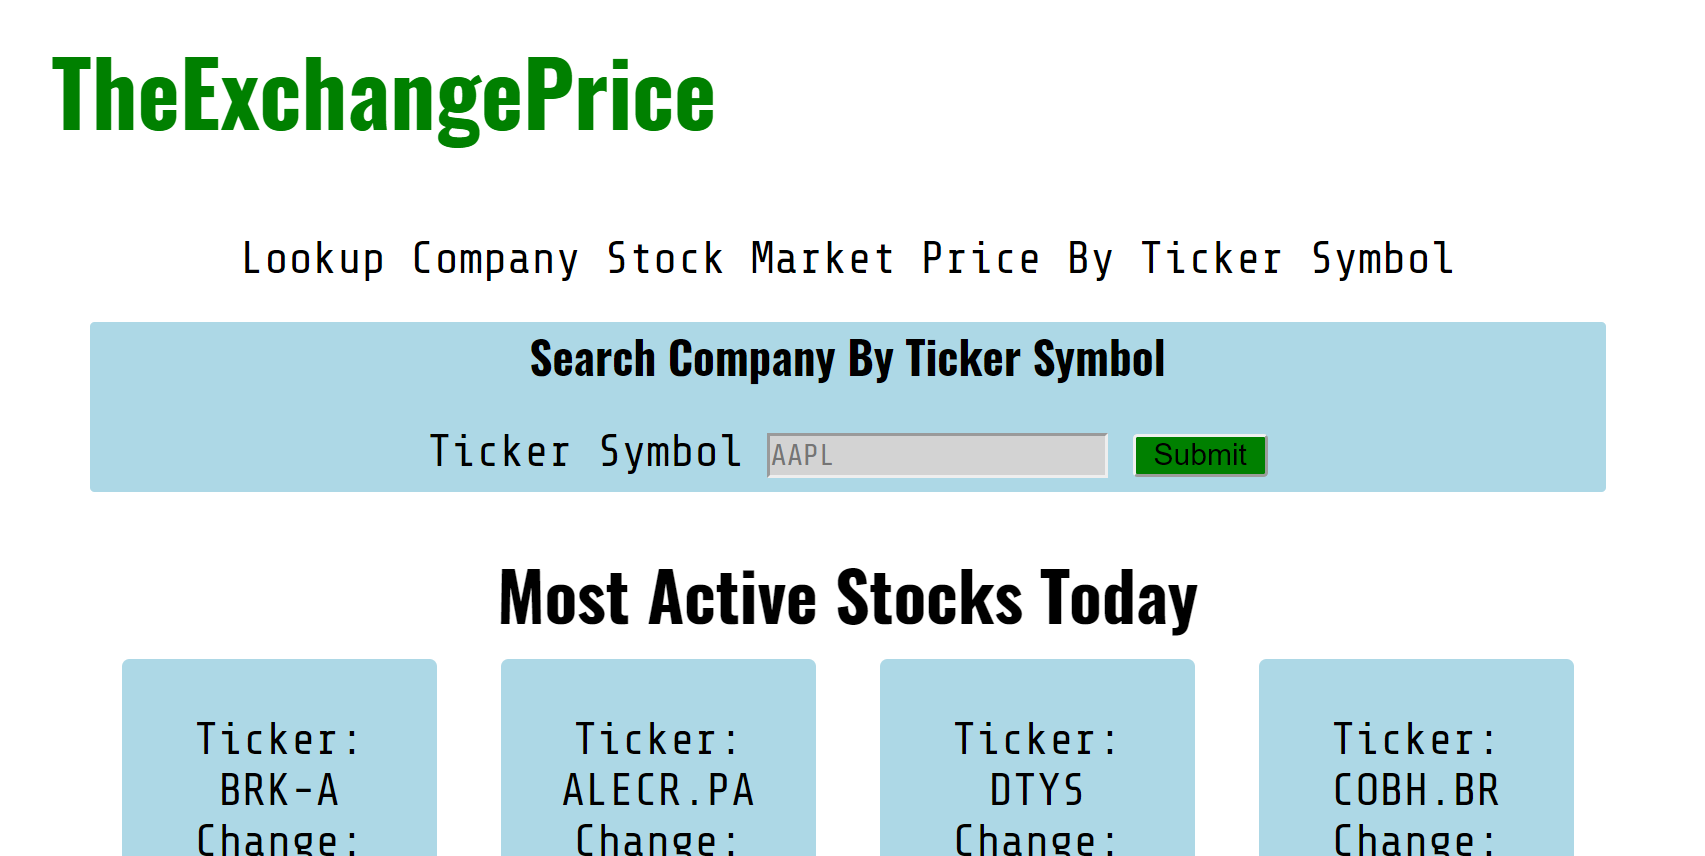 TheExchangePrice
Lookup Company Stock Market Price By Ticker Symbol
Search Company By Ticker Symbol
Ticker Symbol AAPL Submit
Most Active Stocks Today
Ticker: Ticker: Ticker: Ticker:
BRK-A ALECR.PA DTYS COBH.BR
Change: Change: Change: Change: